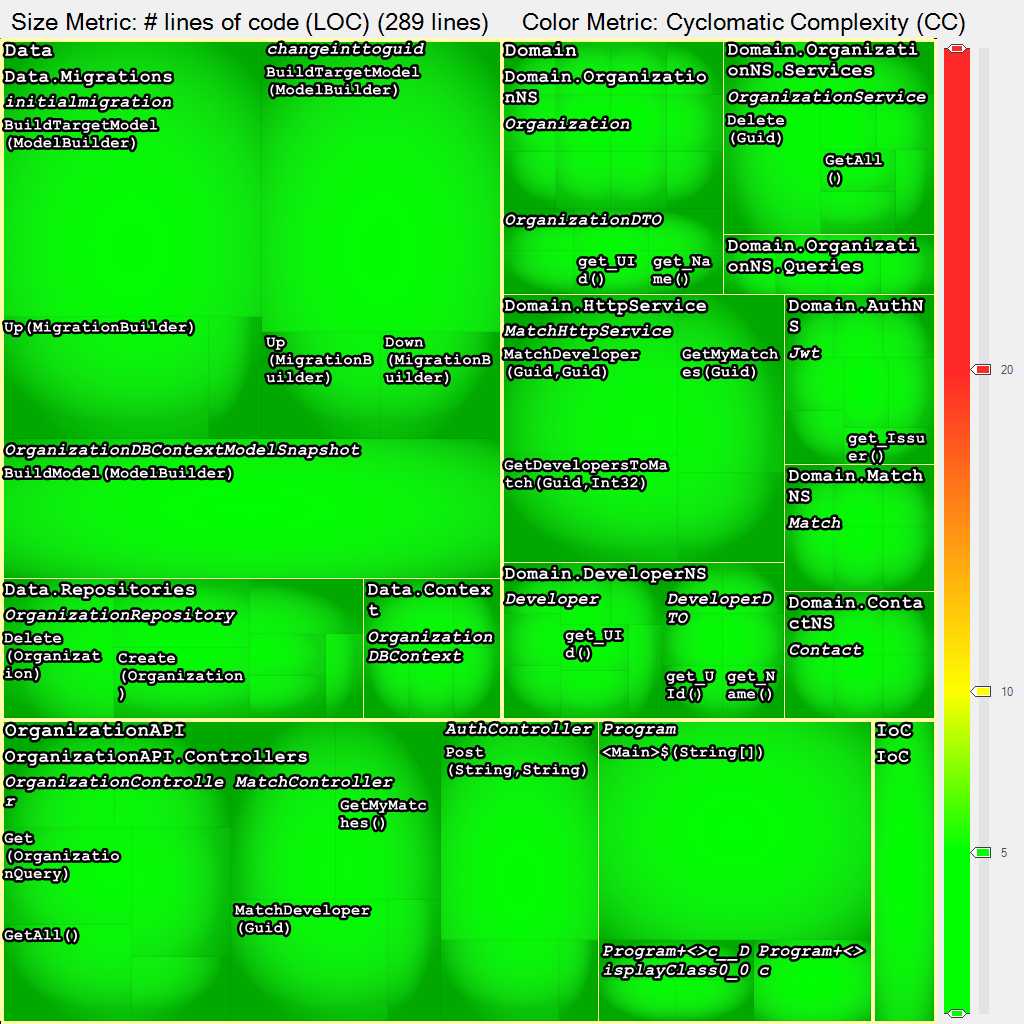 Size Metric: # lines of code (LOC) (289 lines)
Color Metric: Cyclomatic Complexity (CC)
Data
Data.Migrations
initialmigration
BuildTargetModel
(ModelBuilder)
changeinttoguid
BuildTargetModel
(ModelBuilder)
Up(MigrationBuilder)
Up
(MigrationB
uilder)
Down
(MigrationB
uilder)
OrganizationDBContextModelSnapshot
BuildModel(ModelBuilder)
Data.Repositories
OrganizationRepository
Delete
(Organizat
ion)
Create
(Organization
)
Data.Contex
t
Organization
DBContext
Domain
Domain.Organizatio
nNS
Organization
OrganizationDTO
get_UI
d()
get_Na
me()
Domain.Organizati
onNS.Services
OrganizationService
Delete
(Guid)
GetAll
()
Domain.Organizati
onNS.Queries
Domain.HttpService
MatchHttpService
MatchDeveloper
(Guid,Guid)
GetMyMatch
es(Guid)
GetDevelopersToMa
tch(Guid,Int32)
Domain.AuthN
S
Jwt
get_Issu
er()
Domain.Match
NS
Match
Domain.DeveloperNS
Developer
get_UI
d()
DeveloperD
TO
get_U
Id()
get_N
ame()
Domain.Conta
ctNS
Contact
OrganizationAPI
OrganizationAPI.Controllers
OrganizationControlle
r
Get
(Organizatio
nQuery)
GetAll()
MatchController
GetMyMatc
hes()
MatchDeveloper
(Guid)
AuthController
Post
(String,String)
Program
<Main>$(String[])
Program+<>c__D
isplayClass0_0
Program+<>
c
IoC
IoC
20
10
5